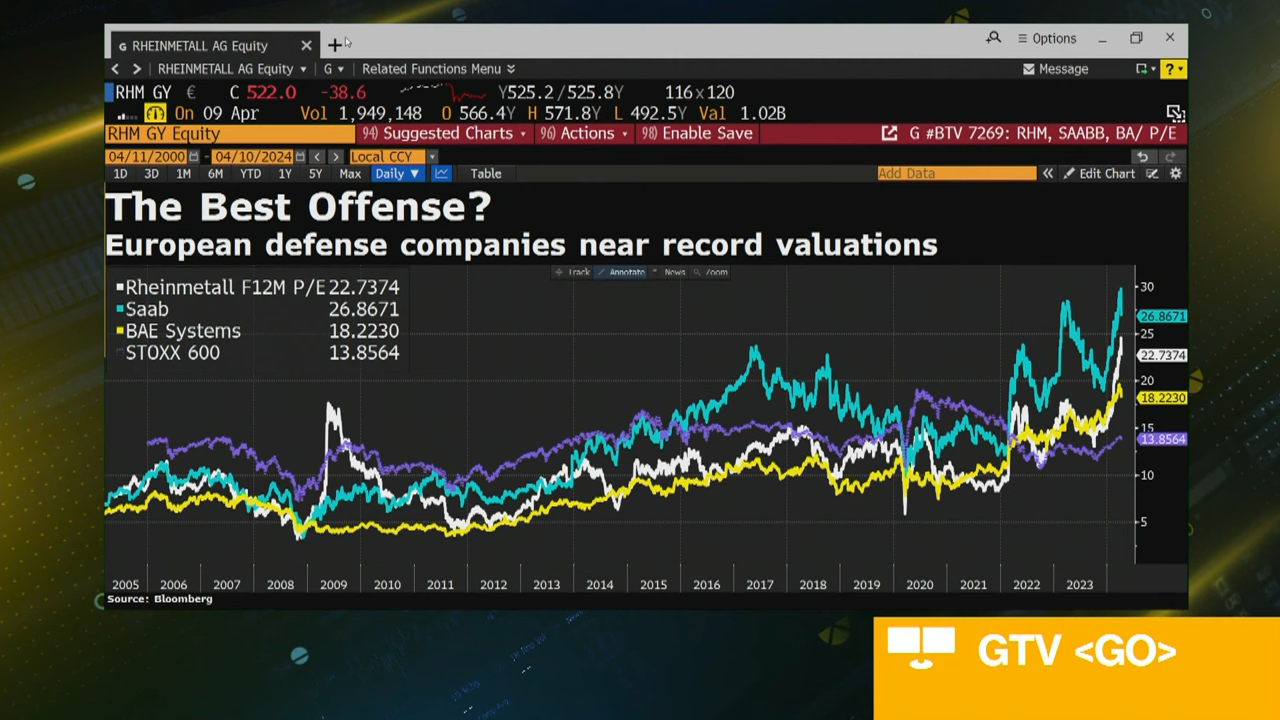 G RHEINMETALL AG Equity
Options
RHEINMETALL AG Equity G Related Functions Menu Message ?
RHM GY € C 522.0 -38.6 Y525.2/525.8Y 116x120
On 09 Apr Vol 1,949,148 O 566.4Y H 571.8Y L 492.5Y Val 1.02B
RHM GY Equity 94) Suggested Charts 96) Actions 98) Enable Save G #BTV 7269: RHM, SAABB, BA/ P/E
04/11/2000 - 04/10/2024 Local CCY
1D 3D 1M 6M YTD 1Y 5Y Max Daily ▼ Table Add Data « Edit Chart
The Best Offense?
European defense companies near record valuations
Track Annotate News Zoom
Rheinmetall F12M P/E 22.7374
Saab 26.8671
BAE Systems 18.2230
STOXX 600 13.8564
30
26.8671
25
22.7374
20
18.2230
15
13.8564
10
5
2005 2006 2007 2008 2009 2010 2011 2012 2013 2014 2015 2016 2017 2018 2019 2020 2021 2022 2023
Source: Bloomberg
GTV <GO>